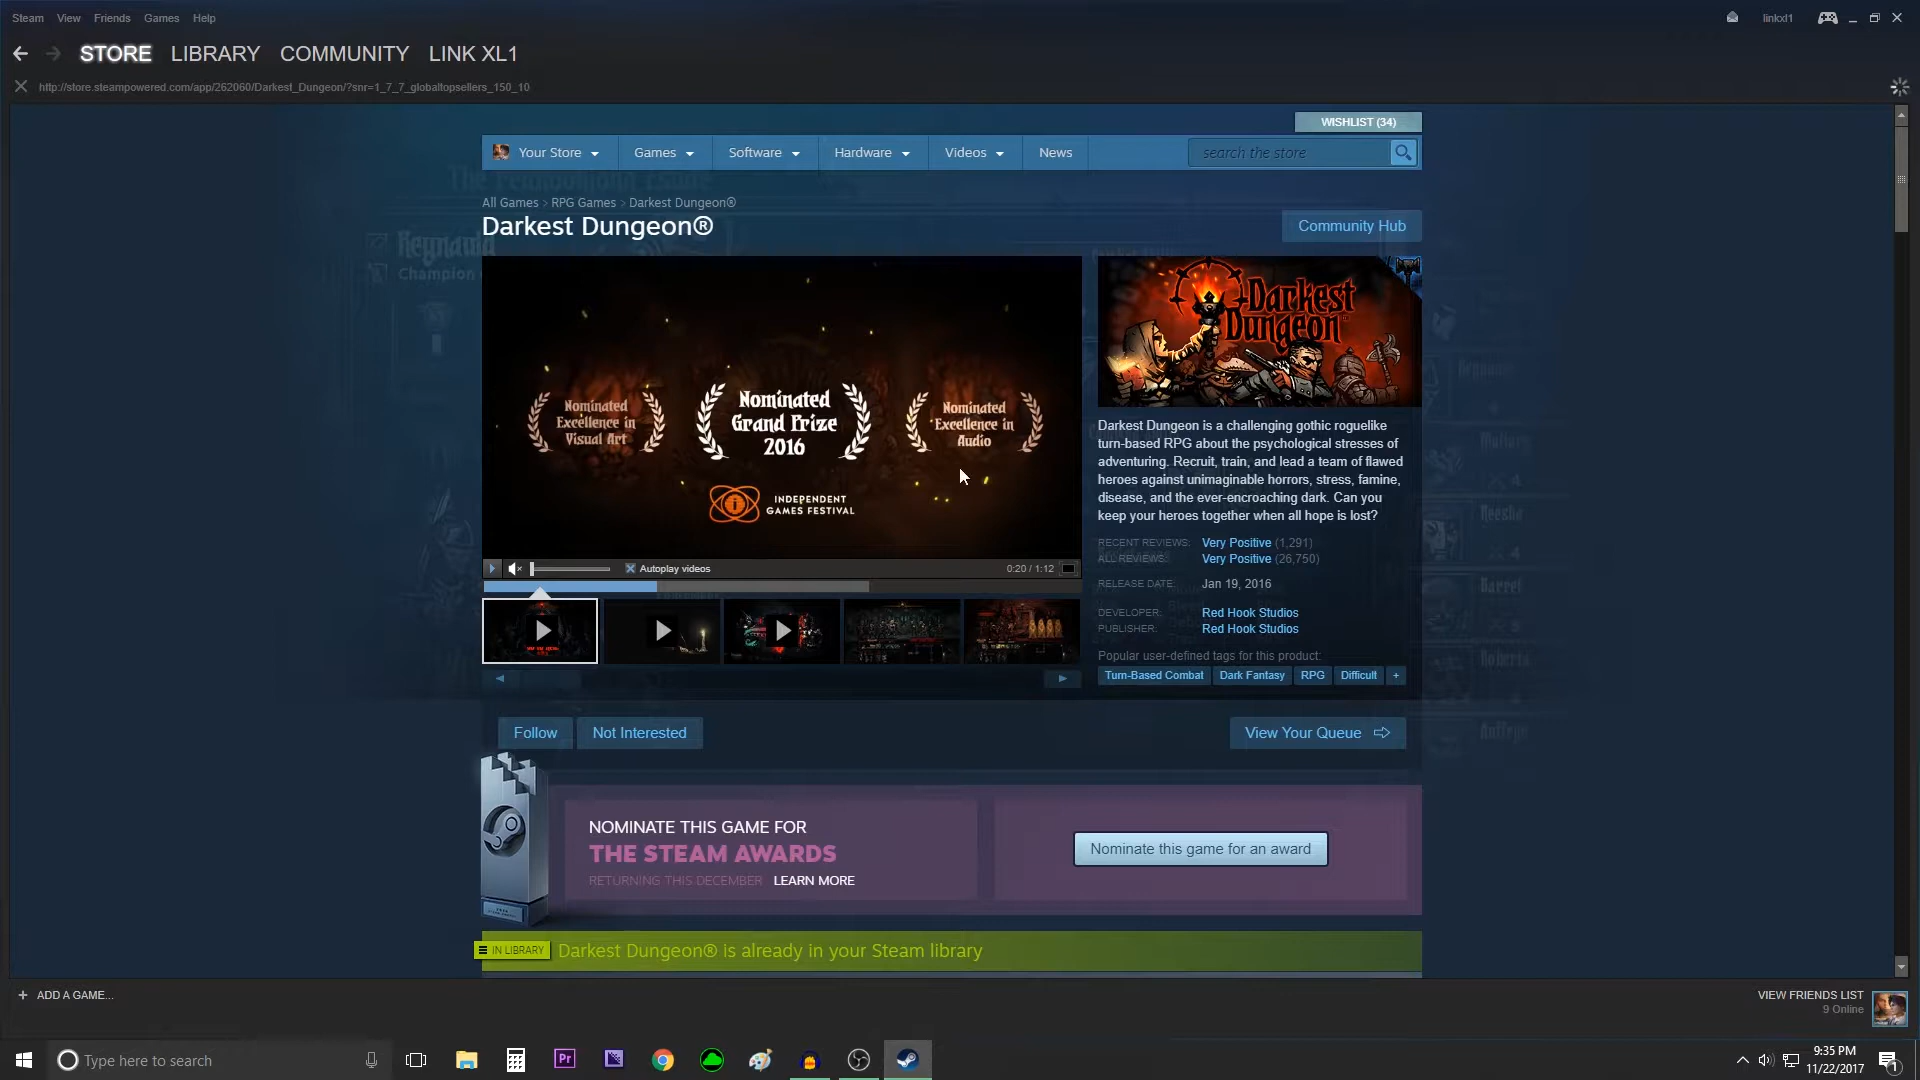 Steam View Friends Games Help
linkxl1
STORE LIBRARY COMMUNITY LINK XL1
http://store.steampowered.com/app/262060/Darkest_Dungeon/?snr=1_7_7_globaltopsellers_150_10
WISHLIST (34)
Your Store Games Software Hardware Videos News search the store
All Games > RPG Games > Darkest Dungeon®
Darkest Dungeon®
Community Hub
Reynauld
Champion
Nominated
Excellence in
Visual Art
Nominated
Grand Prize
2016
Nominated
Excellence in
Audio
INDEPENDENT
GAMES FESTIVAL
Darkest
Dungeon™
Darkest Dungeon is a challenging gothic roguelike
turn-based RPG about the psychological stresses of
adventuring. Recruit, train, and lead a team of flawed
heroes against unimaginable horrors, stress, famine,
disease, and the ever-encroaching dark. Can you
keep your heroes together when all hope is lost?
RECENT REVIEWS: Very Positive (1,291)
ALL REVIEWS: Very Positive (26,750)
RELEASE DATE: Jan 19, 2016
DEVELOPER: Red Hook Studios
PUBLISHER: Red Hook Studios
Popular user-defined tags for this product:
Turn-Based Combat Dark Fantasy RPG Difficult +
Autoplay videos 0:20 / 1:12
Follow Not Interested
View Your Queue
NOMINATE THIS GAME FOR
THE STEAM AWARDS
RETURNING THIS DECEMBER LEARN MORE
Nominate this game for an award
IN LIBRARY Darkest Dungeon® is already in your Steam library
+ ADD A GAME...
VIEW FRIENDS LIST
9 Online
Type here to search
Pr
9:35 PM
11/22/2017
1